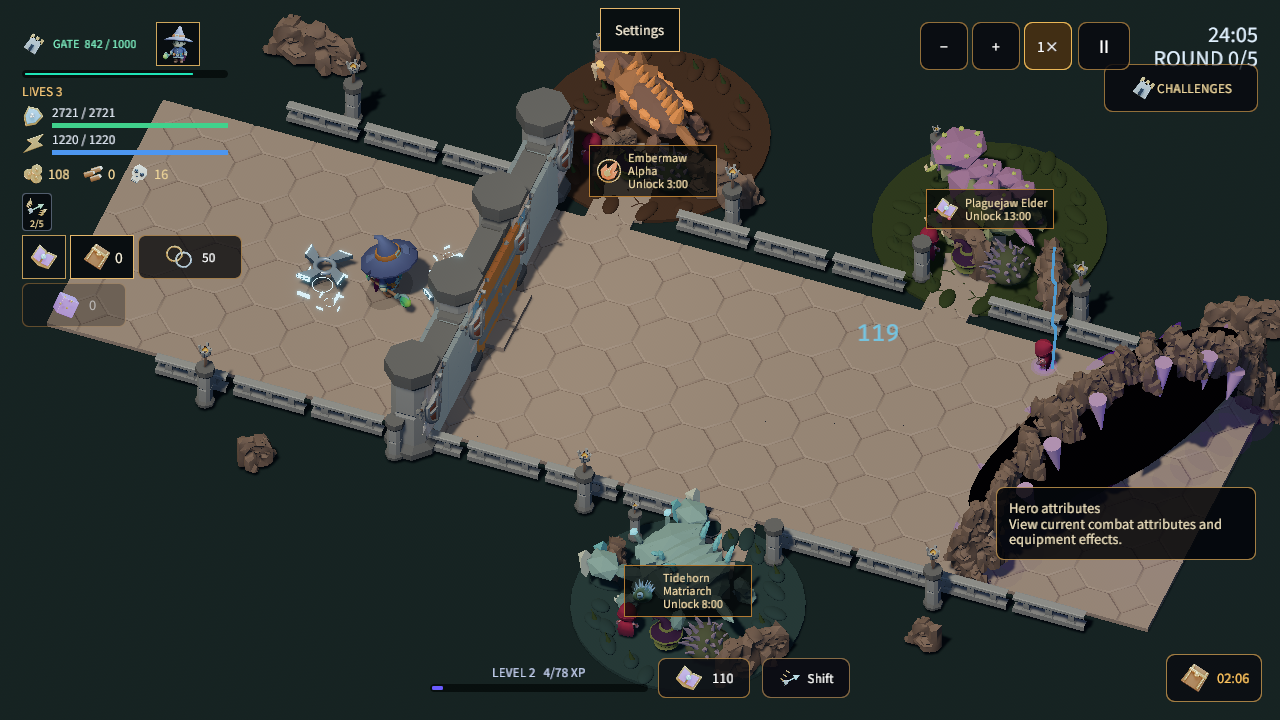 Settings
GATE 842 / 1000
LIVES 3
2721 / 2721
1220 / 1220
108
0
16
2/5
0
50
0
−
+
1×
24:05
ROUND 0/5
CHALLENGES
Embermaw
Alpha
Unlock 3:00
Plaguejaw Elder
Unlock 13:00
119
Hero attributes
View current combat attributes and
equipment effects.
Tidehorn
Matriarch
Unlock 8:00
LEVEL 2 4/78 XP
110
Shift
02:06